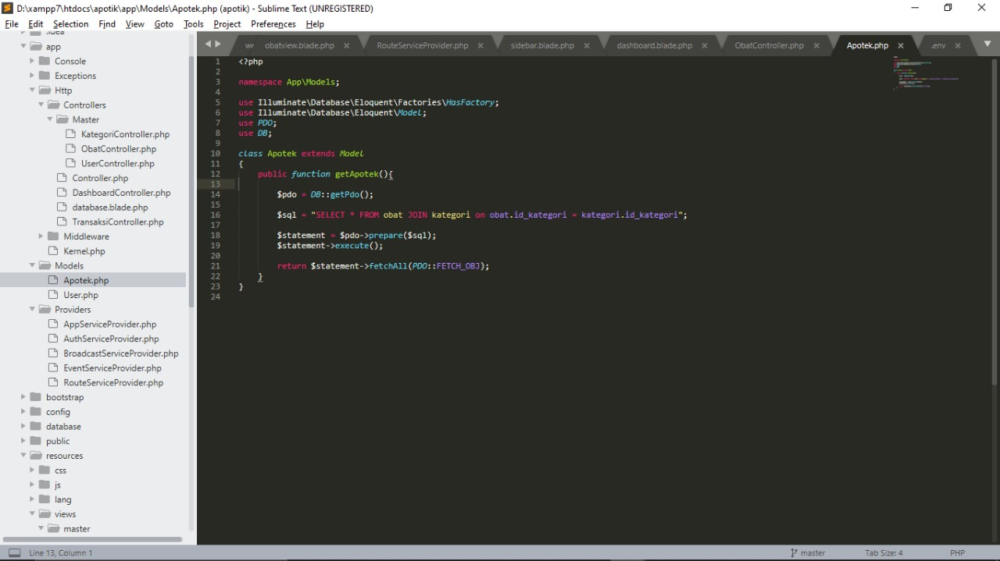 D:\xampp7\htdocs\apotik\app\Models\Apotek.php (apotik) - Sublime Text (UNREGISTERED)
File Edit Selection Find View Goto Tools Project Preferences Help
.idea
app
Console
Exceptions
Http
Controllers
Master
KategoriController.php
ObatController.php
UserController.php
Controller.php
DashboardController.php
database.blade.php
TransaksiController.php
Middleware
Kernel.php
Models
Apotek.php
User.php
Providers
AppServiceProvider.php
AuthServiceProvider.php
BroadcastServiceProvider.php
EventServiceProvider.php
RouteServiceProvider.php
bootstrap
config
database
public
resources
css
js
lang
views
master
we obatview.blade.php RouteServiceProvider.php sidebar.blade.php dashboard.blade.php ObatController.php Apotek.php .env
1 <?php
2
3 namespace App\Models;
4
5 use Illuminate\Database\Eloquent\Factories\HasFactory;
6 use Illuminate\Database\Eloquent\Model;
7 use PDO;
8 use DB;
9
10 class Apotek extends Model
11 {
12 public function getApotek(){
13
14 $pdo = DB::getPdo();
15
16 $sql = "SELECT * FROM obat JOIN kategori on obat.id_kategori = kategori.id_kategori";
17
18 $statement = $pdo->prepare($sql);
19 $statement->execute();
20
21 return $statement->fetchAll(PDO::FETCH_OBJ);
22 }
23 }
24
Line 13, Column 1 master Tab Size: 4 PHP